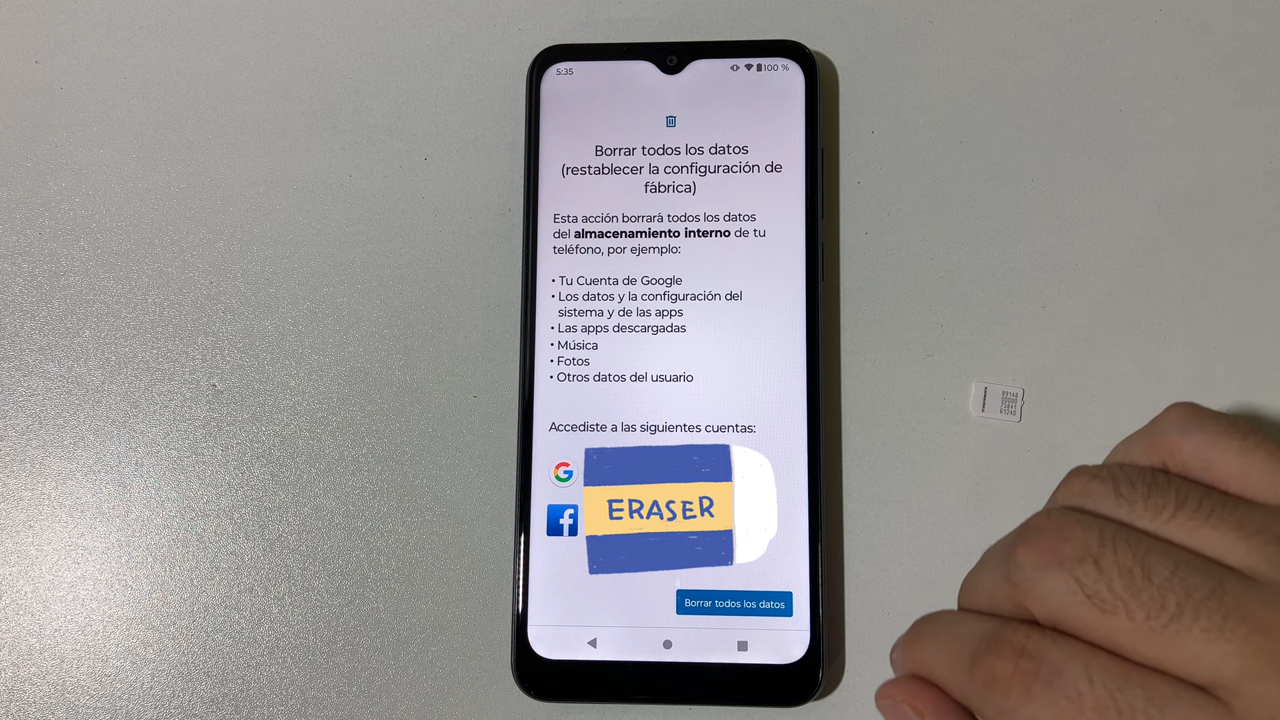 5:35
100 %
Borrar todos los datos
(restablecer la configuración de
fábrica)
Esta acción borrará todos los datos
del almacenamiento interno de tu
teléfono, por ejemplo:
• Tu Cuenta de Google
• Los datos y la configuración del
sistema y de las apps
• Las apps descargadas
• Música
• Fotos
• Otros datos del usuario
Accediste a las siguientes cuentas:
ERASER
Borrar todos los datos